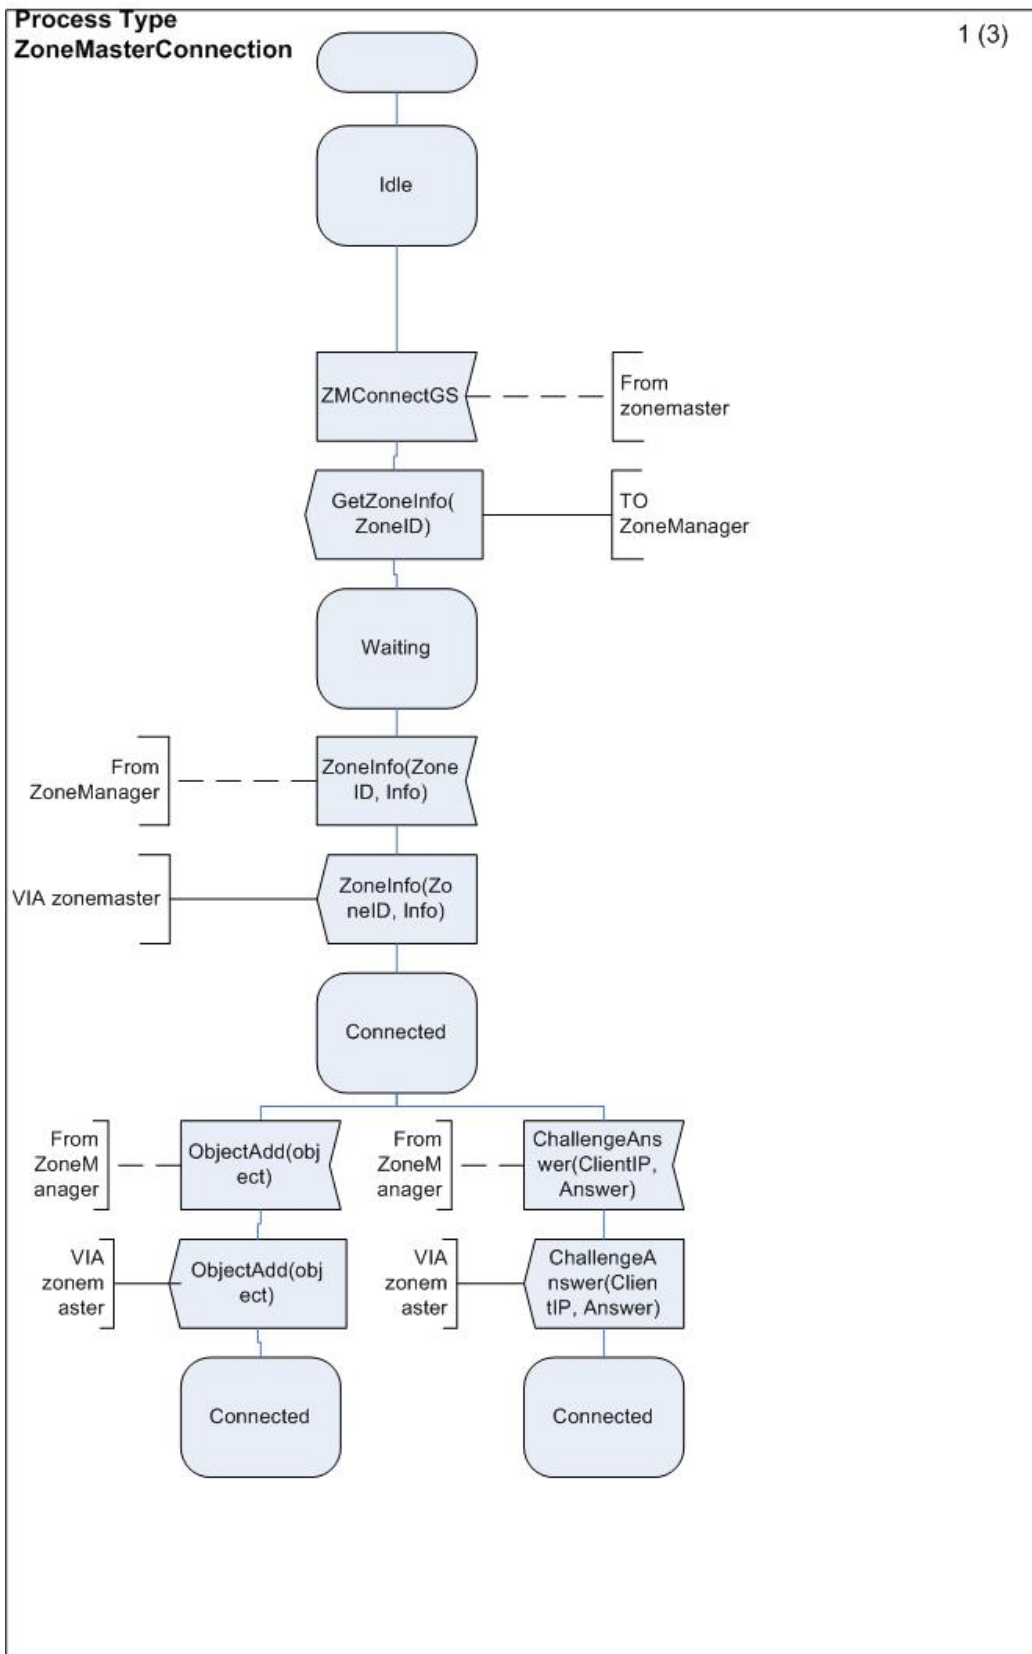 Process Type
ZoneMasterConnection
1 (3)
Idle
ZMConnectGS
From
zonemaster
GetZoneInfo(
ZoneID)
TO
ZoneManager
Waiting
From
ZoneManager
ZoneInfo(Zone
ID, Info)
VIA zonemaster
ZoneInfo(Zo
neID, Info)
Connected
From
ZoneM
anager
ObjectAdd(obj
ect)
From
ZoneM
anager
ChallengeAns
wer(ClientIP,
Answer)
VIA
zonem
aster
ObjectAdd(obj
ect)
VIA
zonem
aster
ChallengeA
nswer(Clien
tIP, Answer)
Connected
Connected